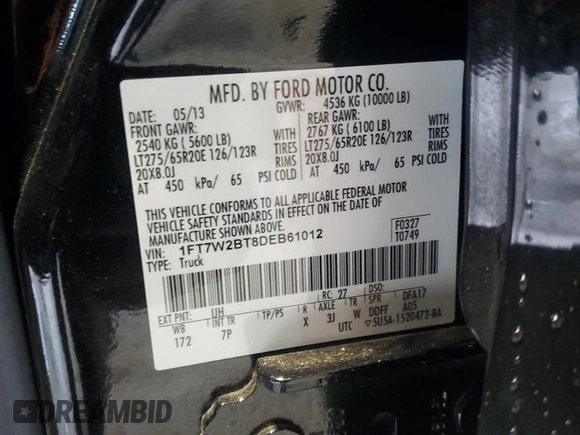 MFD. BY FORD MOTOR CO.
DATE: 05/13 GVWR: 4536 KG (10000 LB)
FRONT GAWR: REAR GAWR:
2540 KG ( 5600 LB) WITH 2767 KG ( 6100 LB) WITH
LT275/65R20E 126/123R TIRES LT275/65R20E 126/123R TIRES
20X8.0J RIMS 20X8.0J RIMS
AT 450 kPa/ 65 PSI COLD AT 450 kPa/ 65 PSI COLD
THIS VEHICLE CONFORMS TO ALL APPLICABLE FEDERAL MOTOR
VEHICLE SAFETY STANDARDS IN EFFECT ON THE DATE OF
MANUFACTURE SHOWN ABOVE.
VIN: 1FT7W2BT8DEB61012 F0327
TYPE: Truck T0749
EXT PNT: UH RC: 27 DSO:
WB INT TR TP/PS R AXLE TR SPR DFA17
172 7P X 3J W DDFF A05
UTC ▽5U5A-1520472-BA
DREAMBID